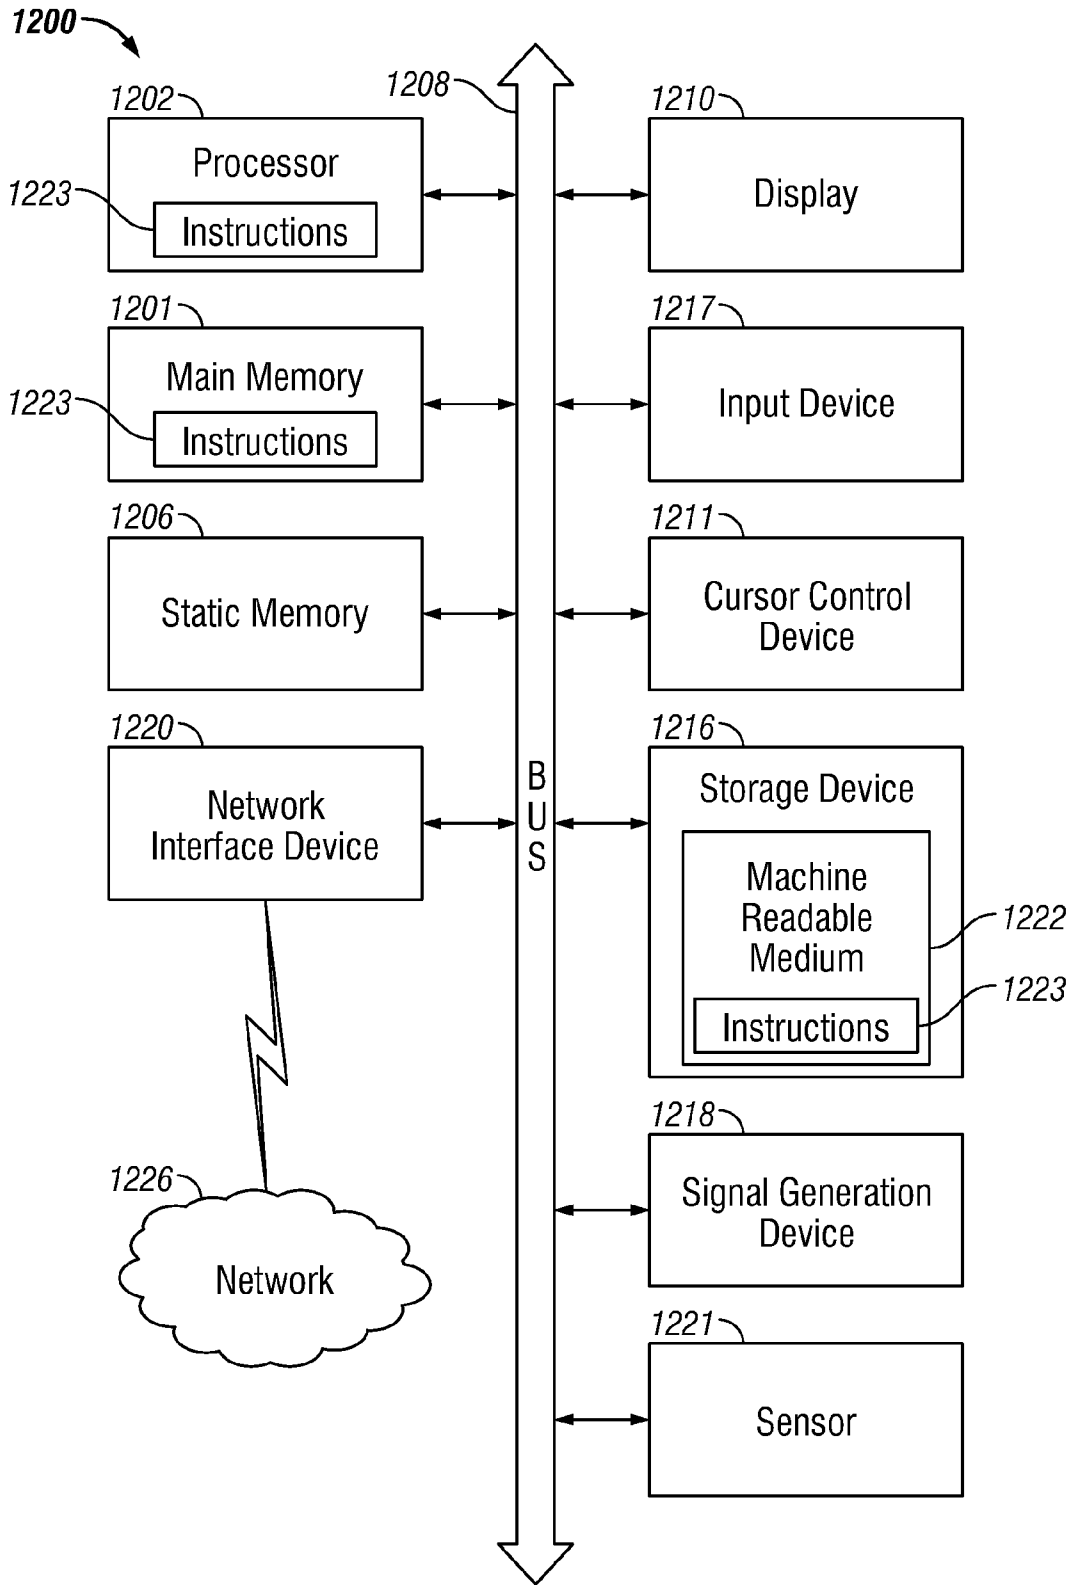 1200
1208
1202
Processor
1223
Instructions
1201
Main Memory
1223
Instructions
1206
Static Memory
1220
Network
Interface Device
1226
Network
BUS
1210
Display
1217
Input Device
1211
Cursor Control
Device
1216
Storage Device
Machine
Readable
Medium
1222
Instructions
1223
1218
Signal Generation
Device
1221
Sensor